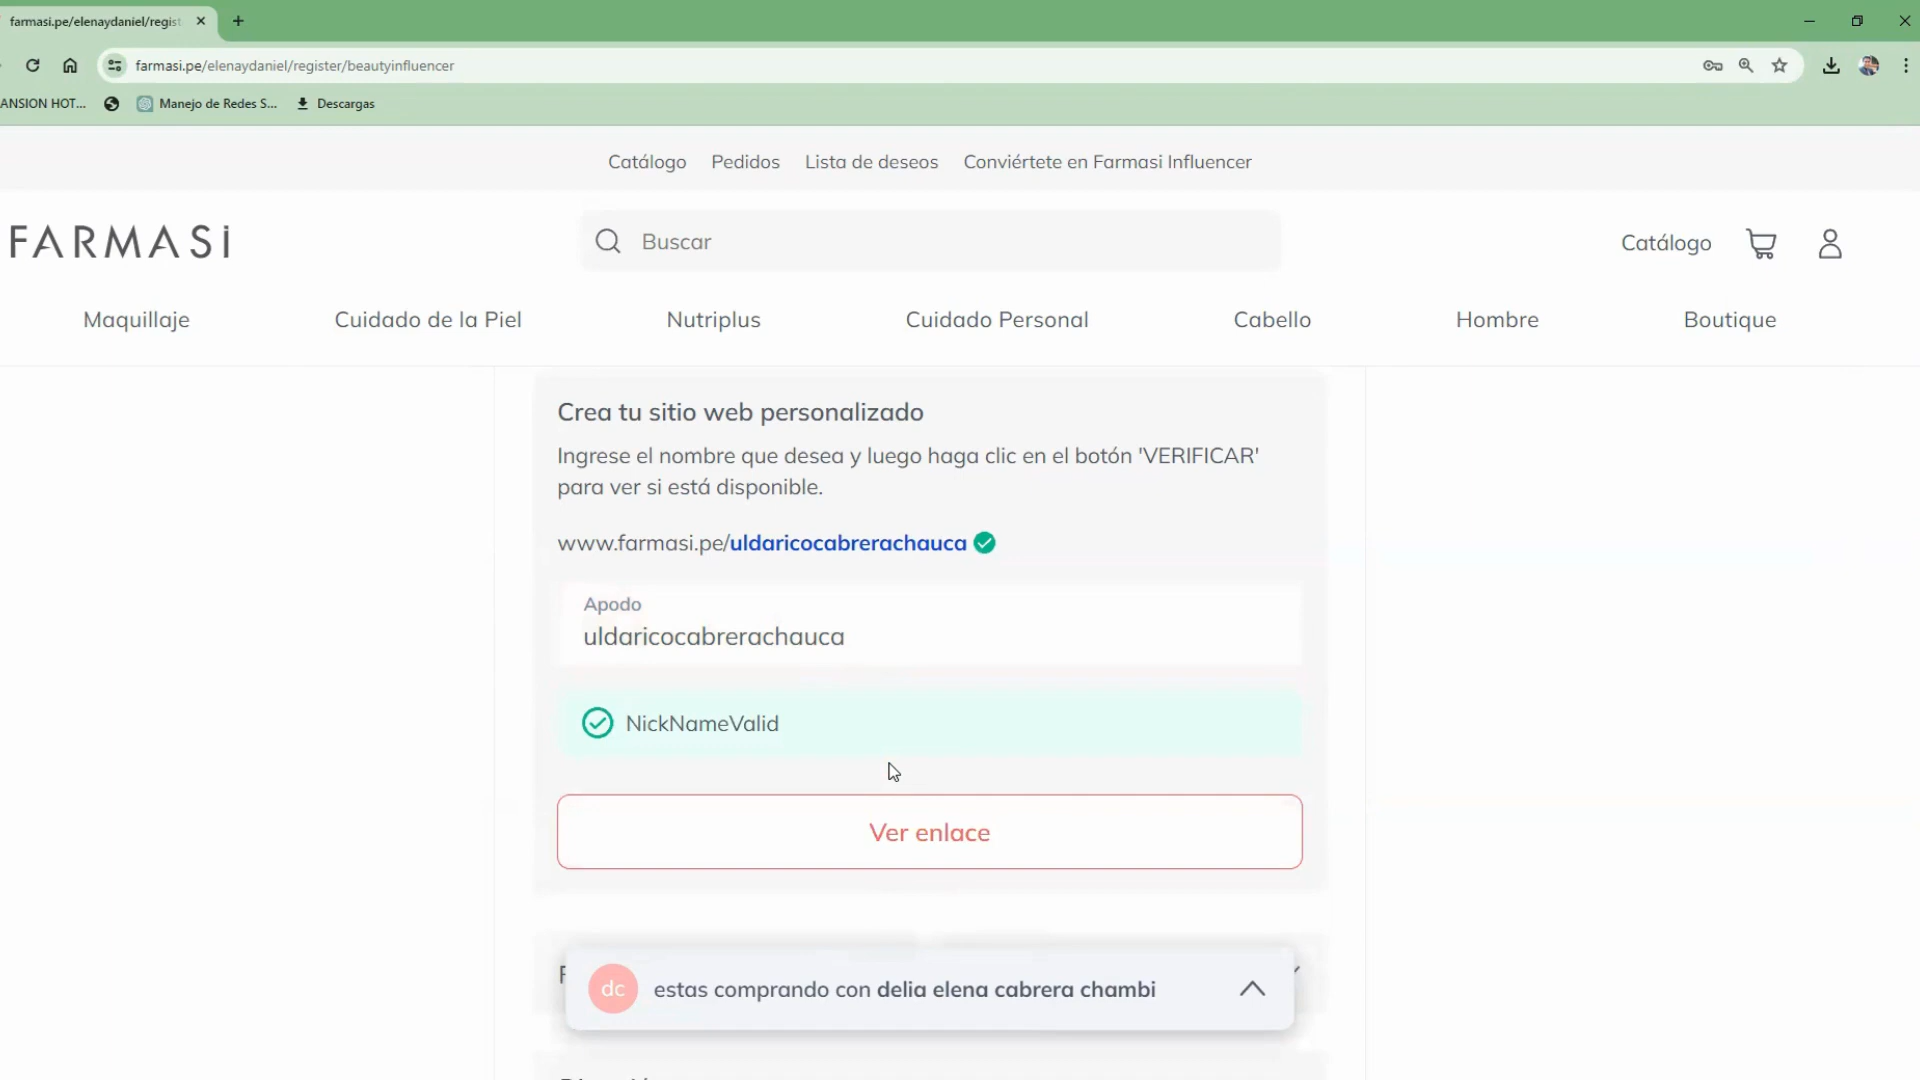 farmasi.pe/elenaydaniel/regist
farmasi.pe/elenaydaniel/register/beautyinfluencer
ANSION HOT...
Manejo de Redes S...
Descargas
Catálogo
Pedidos
Lista de deseos
Conviértete en Farmasi Influencer
FARMASi
Buscar
Catálogo
Maquillaje
Cuidado de la Piel
Nutriplus
Cuidado Personal
Cabello
Hombre
Boutique
Crea tu sitio web personalizado
Ingrese el nombre que desea y luego haga clic en el botón 'VERIFICAR'
para ver si está disponible.
www.farmasi.pe/uldaricocabrerachauca
Apodo
uldaricocabrerachauca
NickNameValid
Ver enlace
dc
estas comprando con delia elena cabrera chambi